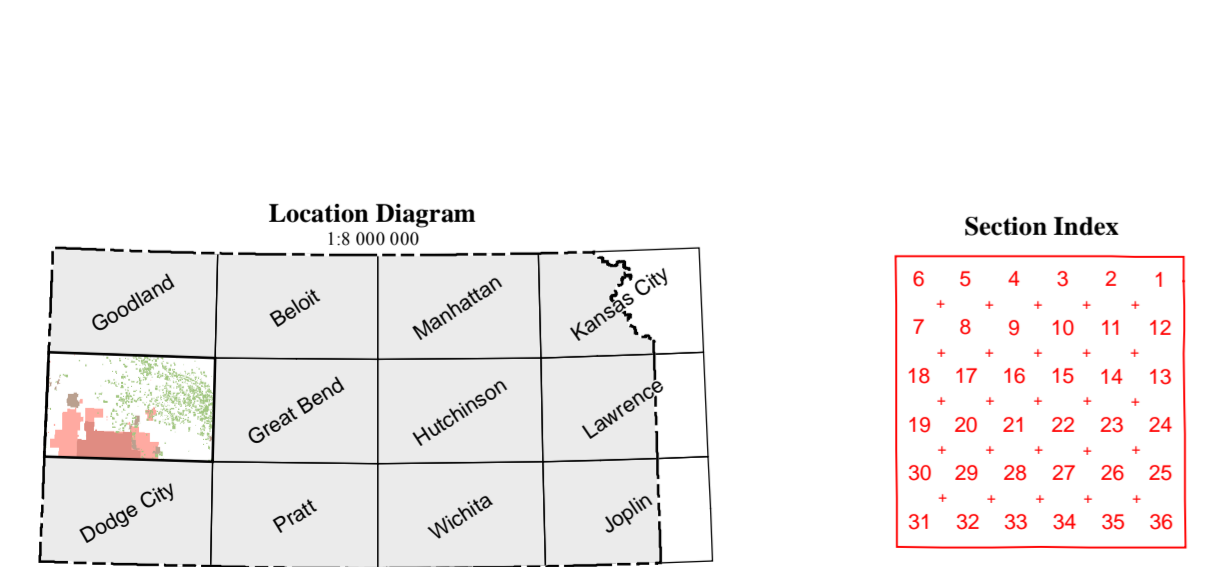 Location Diagram
1:8 000 000
Goodland
Beloit
Manhattan
Kansas City
Great Bend
Hutchinson
Lawrence
Dodge City
Pratt
Wichita
Joplin
Section Index
6 5 4 3 2 1
7 8 9 10 11 12
18 17 16 15 14 13
19 20 21 22 23 24
30 29 28 27 26 25
31 32 33 34 35 36